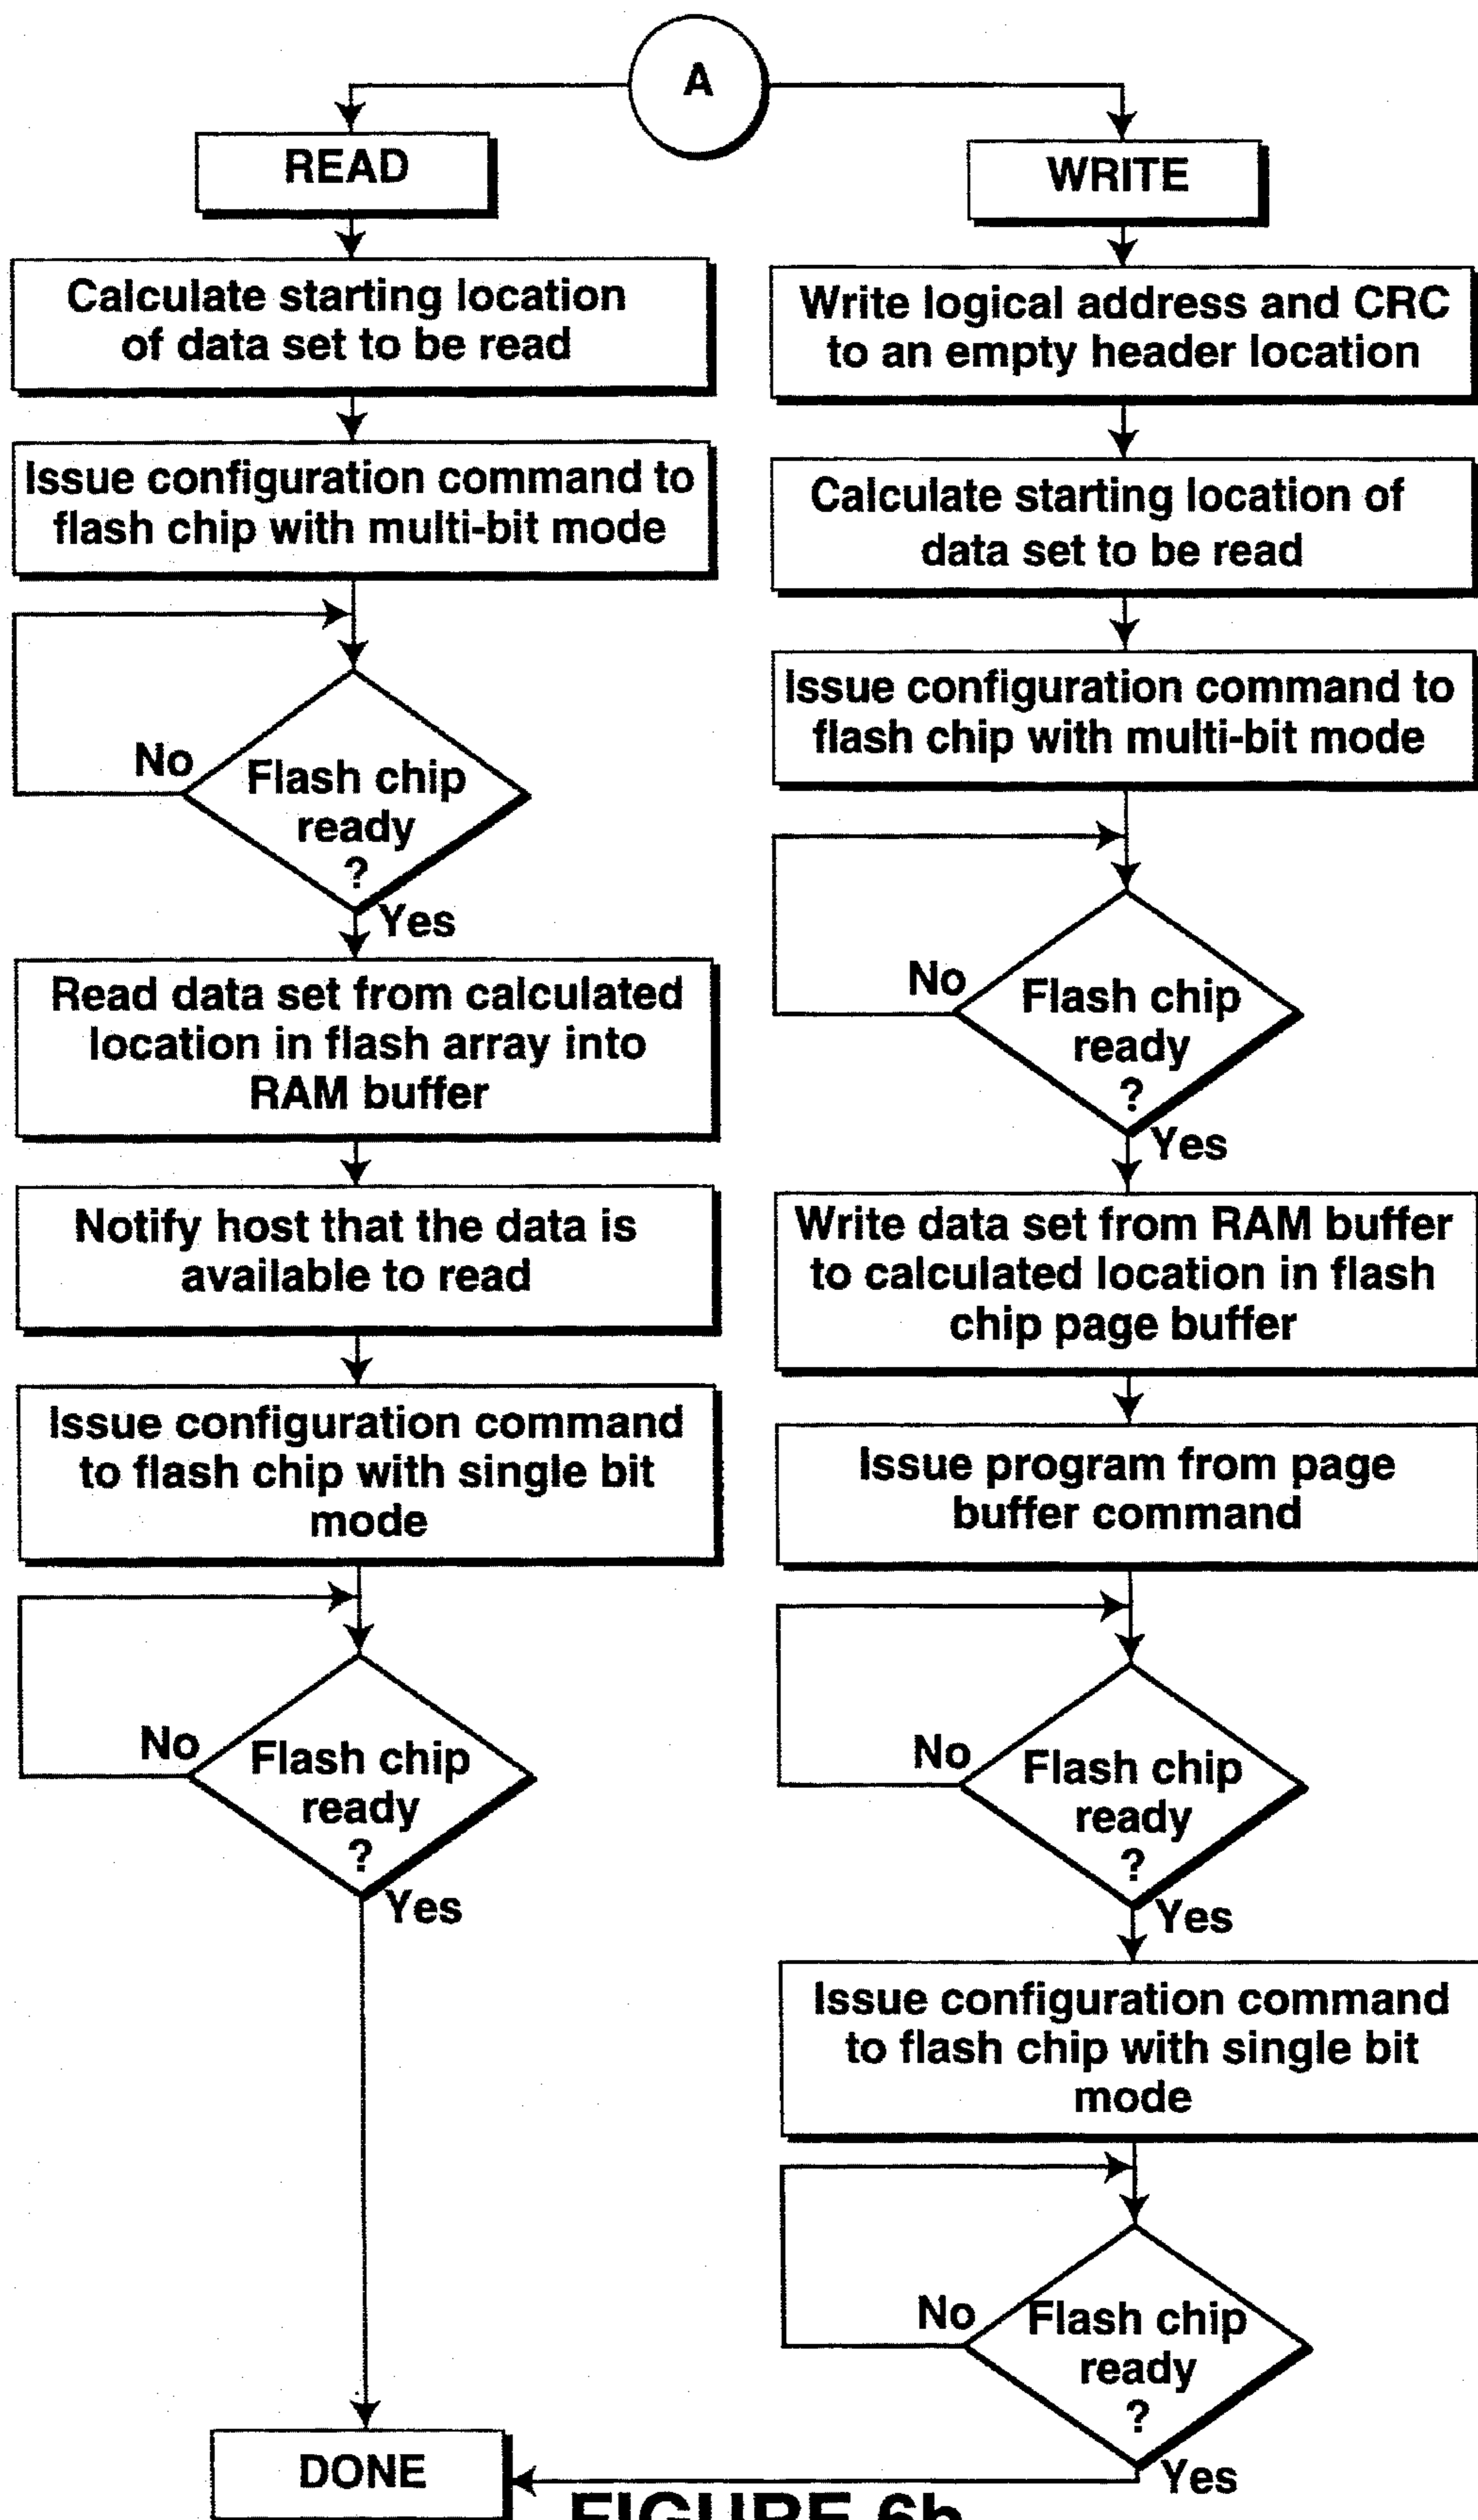 A
READ
Calculate starting location
of data set to be read
Issue configuration command to
flash chip with multi-bit mode
No
Flash chip
ready
?
Yes
Read data set from calculated
location in flash array into
RAM buffer
Notify host that the data is
available to read
Issue configuration command
to flash chip with single bit
mode
No
Flash chip
ready
?
Yes
DONE
WRITE
Write logical address and CRC
to an empty header location
Calculate starting location of
data set to be read
Issue configuration command to
flash chip with multi-bit mode
No
Flash chip
ready
?
Yes
Write data set from RAM buffer
to calculated location in flash
chip page buffer
Issue program from page
buffer command
No
Flash chip
ready
?
Yes
Issue configuration command
to flash chip with single bit
mode
No
Flash chip
ready
?
Yes
FIGURE 6b